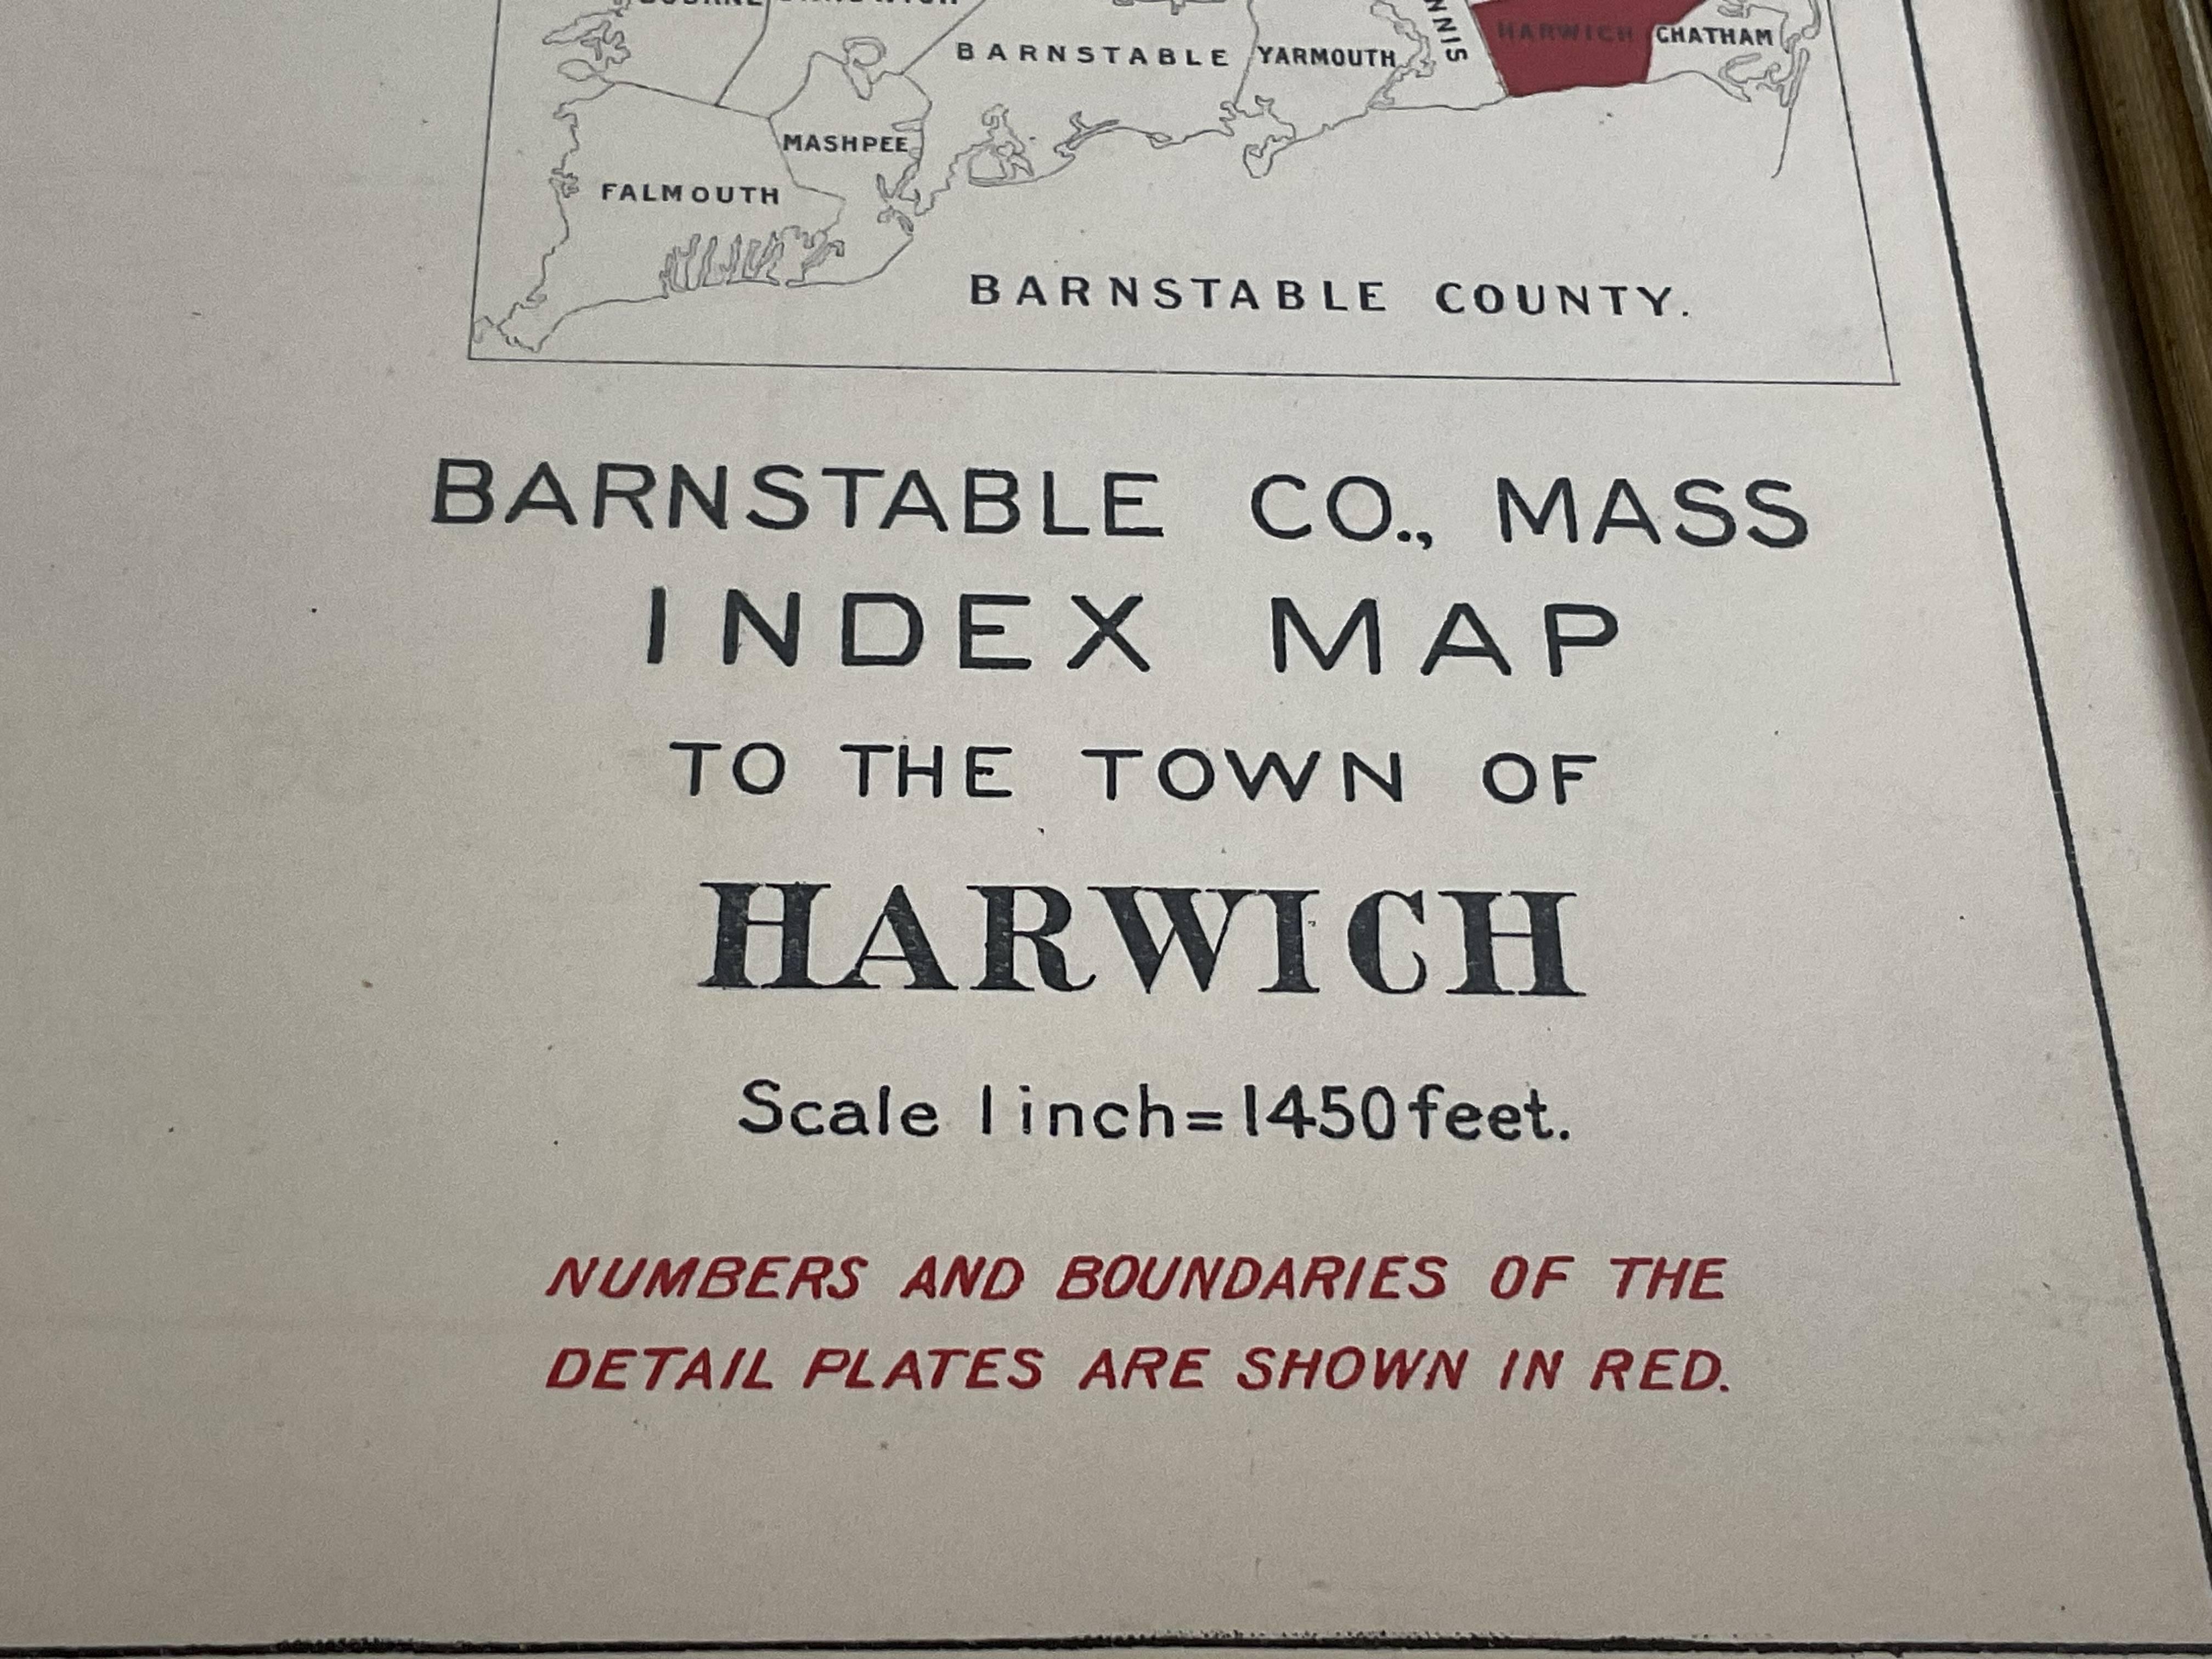 HARWICH CHATHAM
BARNSTABLE YARMOUTH
MASHPEE
FALMOUTH
BARNSTABLE COUNTY.
BARNSTABLE CO., MASS
INDEX MAP
TO THE TOWN OF
HARWICH
Scale 1 inch=1450 feet.
NUMBERS AND BOUNDARIES OF THE
DETAIL PLATES ARE SHOWN IN RED.